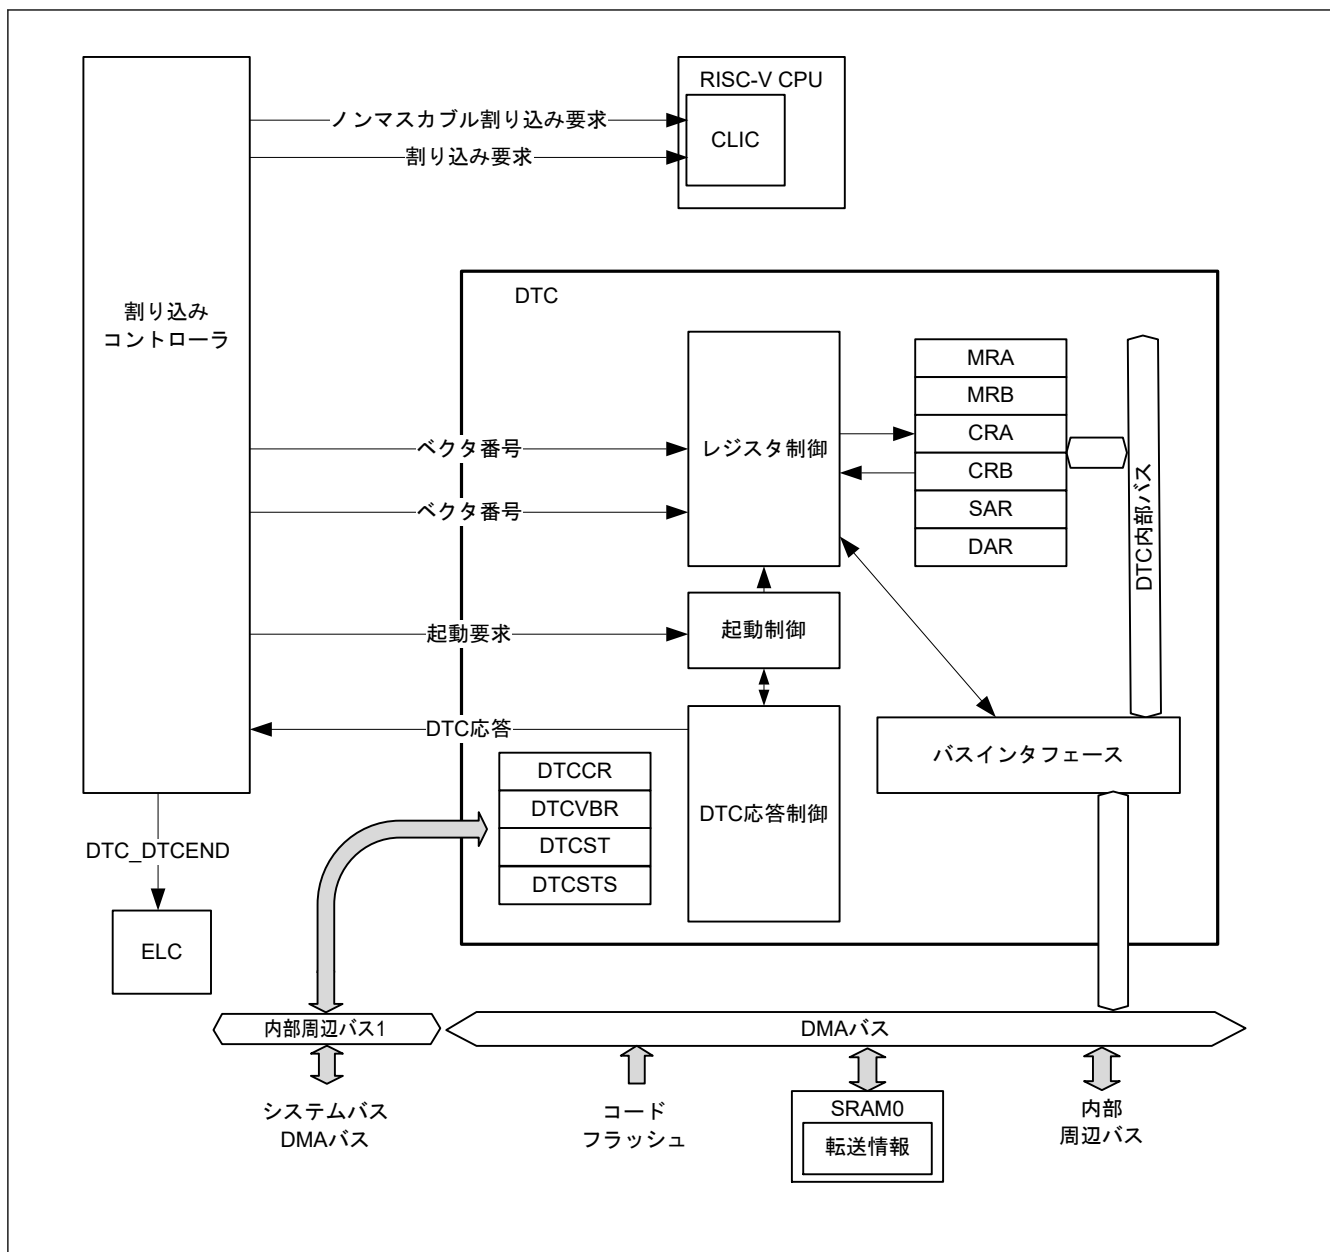 RISC-V CPU
ノンマスカブル割り込み要求
CLIC
割り込み要求
DTC
割り込み
コントローラ
MRA
MRB
ベクタ番号
レジスタ制御
CRA
CRB
ベクタ番号
SAR
DAR
DTC内部バス
起動要求
起動制御
DTC応答
バスインタフェース
DTCCR
DTCVBR
DTC応答制御
DTCST
DTCSTS
DTC_DTCEND
ELC
内部周辺バス1
DMAバス
システムバス
DMAバス
コード
フラッシュ
SRAM0
転送情報
内部
周辺バス